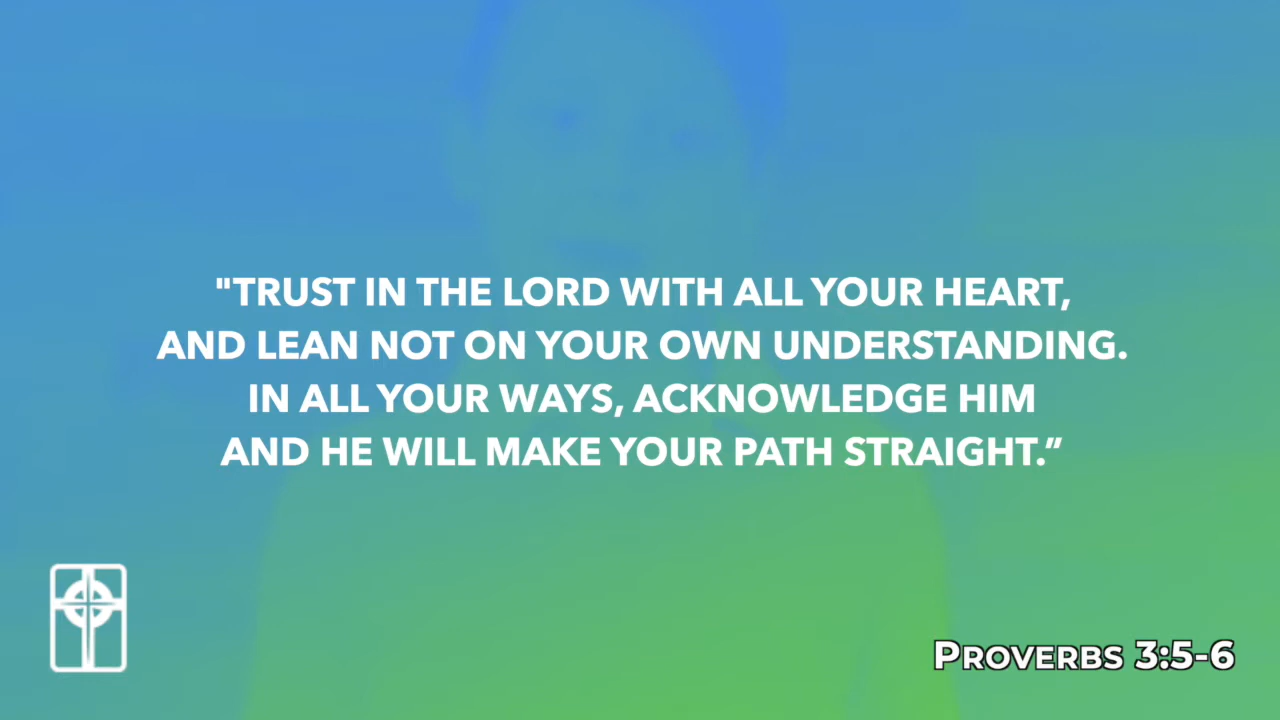 "TRUST IN THE LORD WITH ALL YOUR HEART,
AND LEAN NOT ON YOUR OWN UNDERSTANDING.
IN ALL YOUR WAYS, ACKNOWLEDGE HIM
AND HE WILL MAKE YOUR PATH STRAIGHT.”
PROVERBS 3:5-6